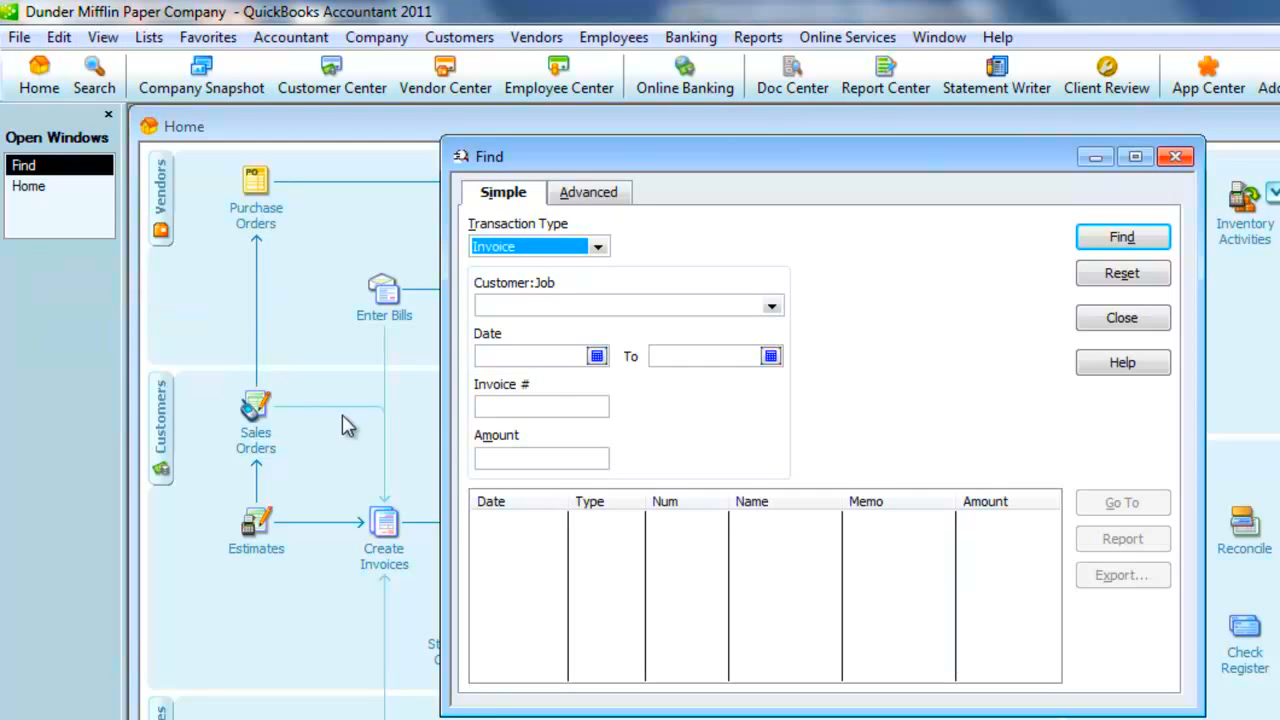 Dunder Mifflin Paper Company - QuickBooks Accountant 2011
File Edit View Lists Favorites Accountant Company Customers Vendors Employees Banking Reports Online Services Window Help
Home Search Company Snapshot Customer Center Vendor Center Employee Center Online Banking Doc Center Report Center Statement Writer Client Review App Center
Open Windows
Find
Home
Home
Vendors
PO
Purchase
Orders
Enter Bills
Customers
Sales
Orders
Estimates
Create
Invoices
Find
Simple Advanced
Transaction Type
Invoice
Customer:Job
Date
To
Invoice #
Amount
Find
Reset
Close
Help
Date Type Num Name Memo Amount
Go To
Report
Export...
Inventory
Activities
Reconcile
Check
Register